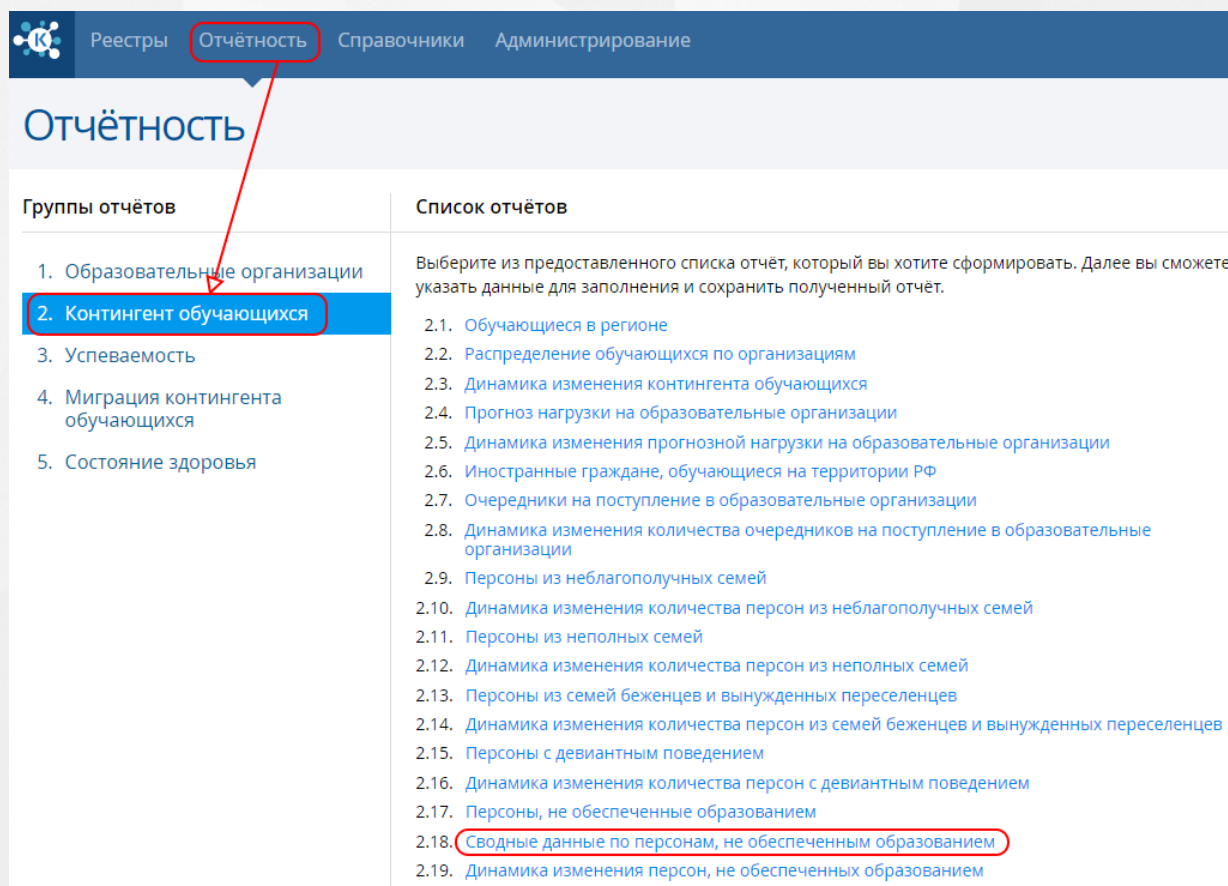 К Реестры Отчётность Справочники Администрирование
Отчётность
Группы отчётов
1. Образовательные организации
2. Контингент обучающихся
3. Успеваемость
4. Миграция контингента
обучающихся
5. Состояние здоровья
Список отчётов
Выберите из предоставленного списка отчёт, который вы хотите сформировать. Далее вы сможете
указать данные для заполнения и сохранить полученный отчёт.
2.1. Обучающиеся в регионе
2.2. Распределение обучающихся по организациям
2.3. Динамика изменения контингента обучающихся
2.4. Прогноз нагрузки на образовательные организации
2.5. Динамика изменения прогнозной нагрузки на образовательные организации
2.6. Иностранные граждане, обучающиеся на территории РФ
2.7. Очередники на поступление в образовательные организации
2.8. Динамика изменения количества очередников на поступление в образовательные
организации
2.9. Персоны из неблагополучных семей
2.10. Динамика изменения количества персон из неблагополучных семей
2.11. Персоны из неполных семей
2.12. Динамика изменения количества персон из неполных семей
2.13. Персоны из семей беженцев и вынужденных переселенцев
2.14. Динамика изменения количества персон из семей беженцев и вынужденных переселенцев
2.15. Персоны с девиантным поведением
2.16. Динамика изменения количества персон с девиантным поведением
2.17. Персоны, не обеспеченные образованием
2.18. Сводные данные по персонам, не обеспеченным образованием
2.19. Динамика изменения персон, не обеспеченных образованием